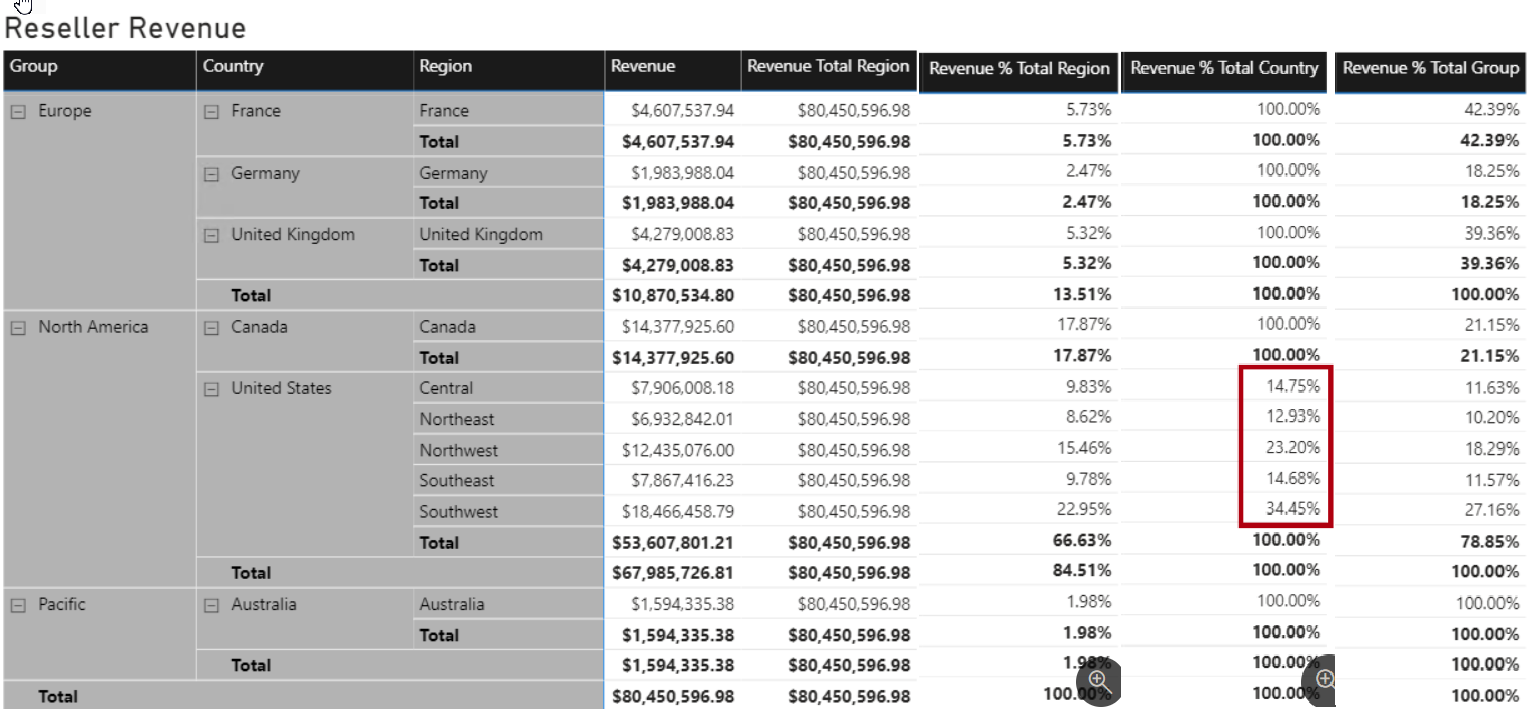 Reseller Revenue
Group Country Region Revenue Revenue Total Region Revenue % Total Region Revenue % Total Country Revenue % Total Group
Europe France France $4,607,537.94 $80,450,596.98 5.73% 100.00% 42.39%
Total $4,607,537.94 $80,450,596.98 5.73% 100.00% 42.39%
Germany Germany $1,983,988.04 $80,450,596.98 2.47% 100.00% 18.25%
Total $1,983,988.04 $80,450,596.98 2.47% 100.00% 18.25%
United Kingdom United Kingdom $4,279,008.83 $80,450,596.98 5.32% 100.00% 39.36%
Total $4,279,008.83 $80,450,596.98 5.32% 100.00% 39.36%
Total $10,870,534.80 $80,450,596.98 13.51% 100.00% 100.00%
North America Canada Canada $14,377,925.60 $80,450,596.98 17.87% 100.00% 21.15%
Total $14,377,925.60 $80,450,596.98 17.87% 100.00% 21.15%
United States Central $7,906,008.18 $80,450,596.98 9.83% 14.75% 11.63%
Northeast $6,932,842.01 $80,450,596.98 8.62% 12.93% 10.20%
Northwest $12,435,076.00 $80,450,596.98 15.46% 23.20% 18.29%
Southeast $7,867,416.23 $80,450,596.98 9.78% 14.68% 11.57%
Southwest $18,466,458.79 $80,450,596.98 22.95% 34.45% 27.16%
Total $53,607,801.21 $80,450,596.98 66.63% 100.00% 78.85%
Total $67,985,726.81 $80,450,596.98 84.51% 100.00% 100.00%
Pacific Australia Australia $1,594,335.38 $80,450,596.98 1.98% 100.00% 100.00%
Total $1,594,335.38 $80,450,596.98 1.98% 100.00% 100.00%
Total $1,594,335.38 $80,450,596.98 1.98% 100.00% 100.00%
Total $80,450,596.98 $80,450,596.98 100.00% 100.00% 100.00%